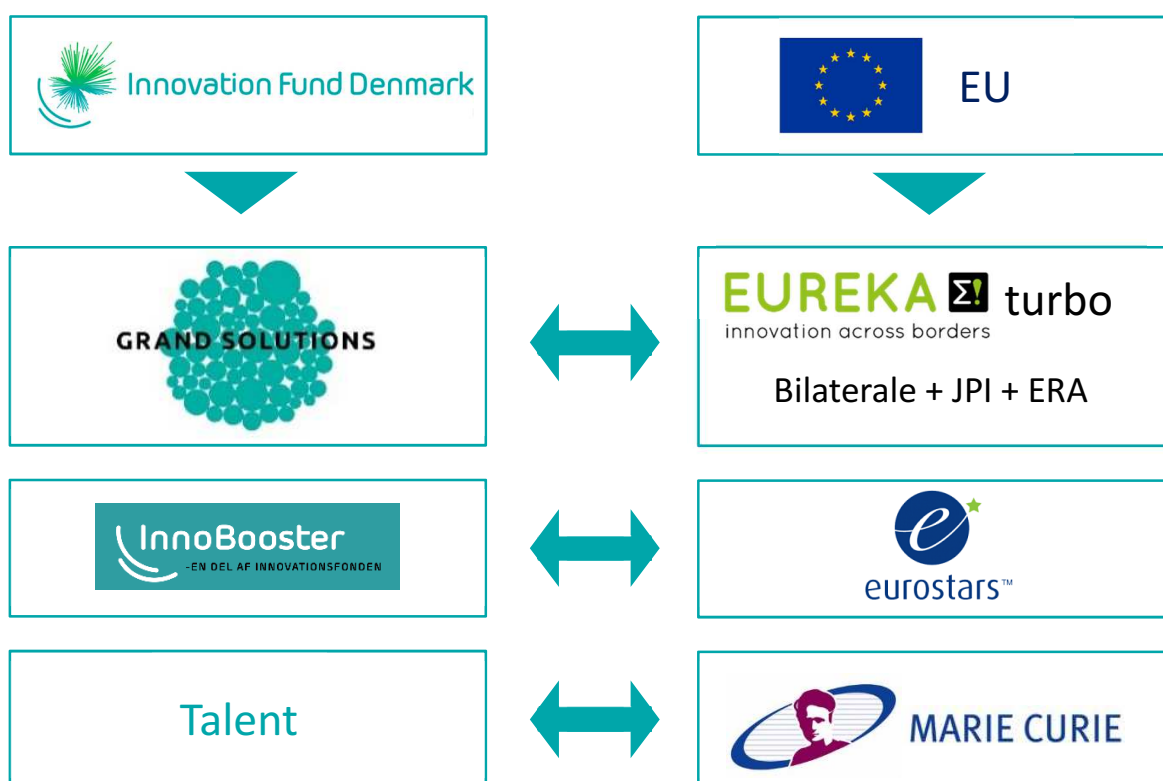 Innovation Fund Denmark
EU
GRAND SOLUTIONS
EUREKA Σ! turbo
innovation across borders
Bilaterale + JPI + ERA
InnoBooster
-EN DEL AF INNOVATIONSFONDEN
e
eurostars™
Talent
MARIE CURIE